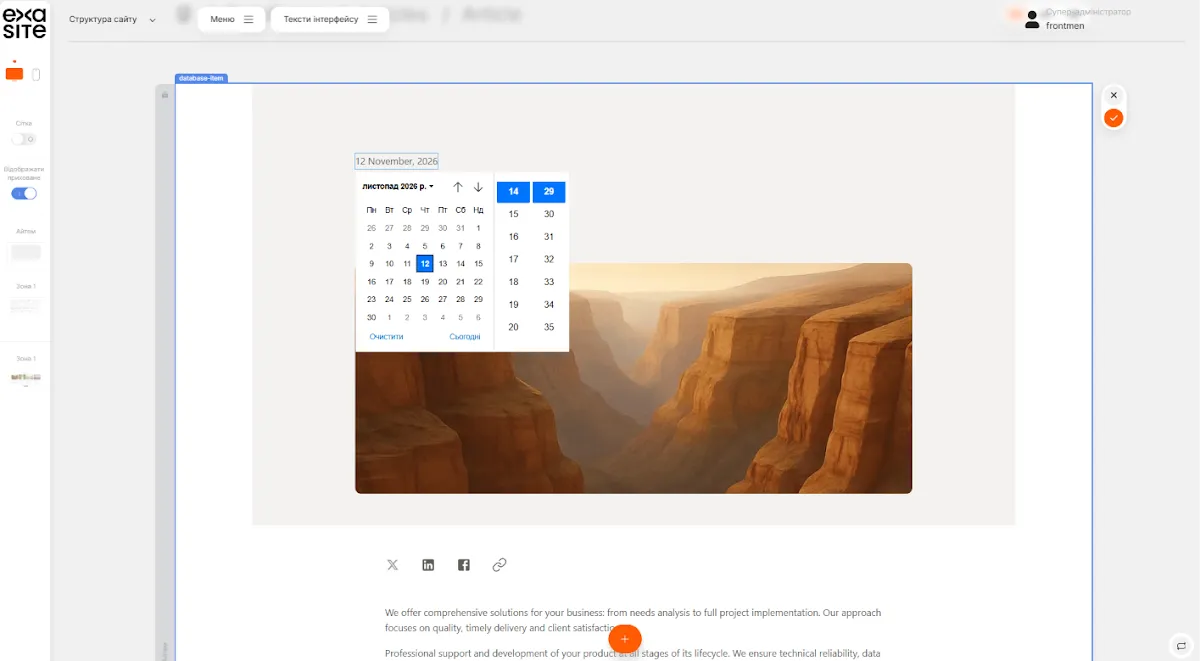 exa
site
Структура сайту
Меню
Тексти інтерфейсу
/ Article
Суперадміністратор
frontmen
database-item
Сітка
Відображати
приховане
Айтем
Зона 1
Зона 1
12 November, 2026
листопад 2026 р.
Пн Вт Ср Чт Пт Сб Нд
26 27 28 29 30 31 1
2 3 4 5 6 7 8
9 10 11 12 13 14 15
16 17 18 19 20 21 22
23 24 25 26 27 28 29
30 1 2 3 4 5 6
Очистити Сьогодні
14 29
15 30
16 31
17 32
18 33
19 34
20 35
We offer comprehensive solutions for your business: from needs analysis to full project implementation. Our approach
focuses on quality, timely delivery and client satisfactio
Professional support and development of your product at all stages of its lifecycle. We ensure technical reliability, data